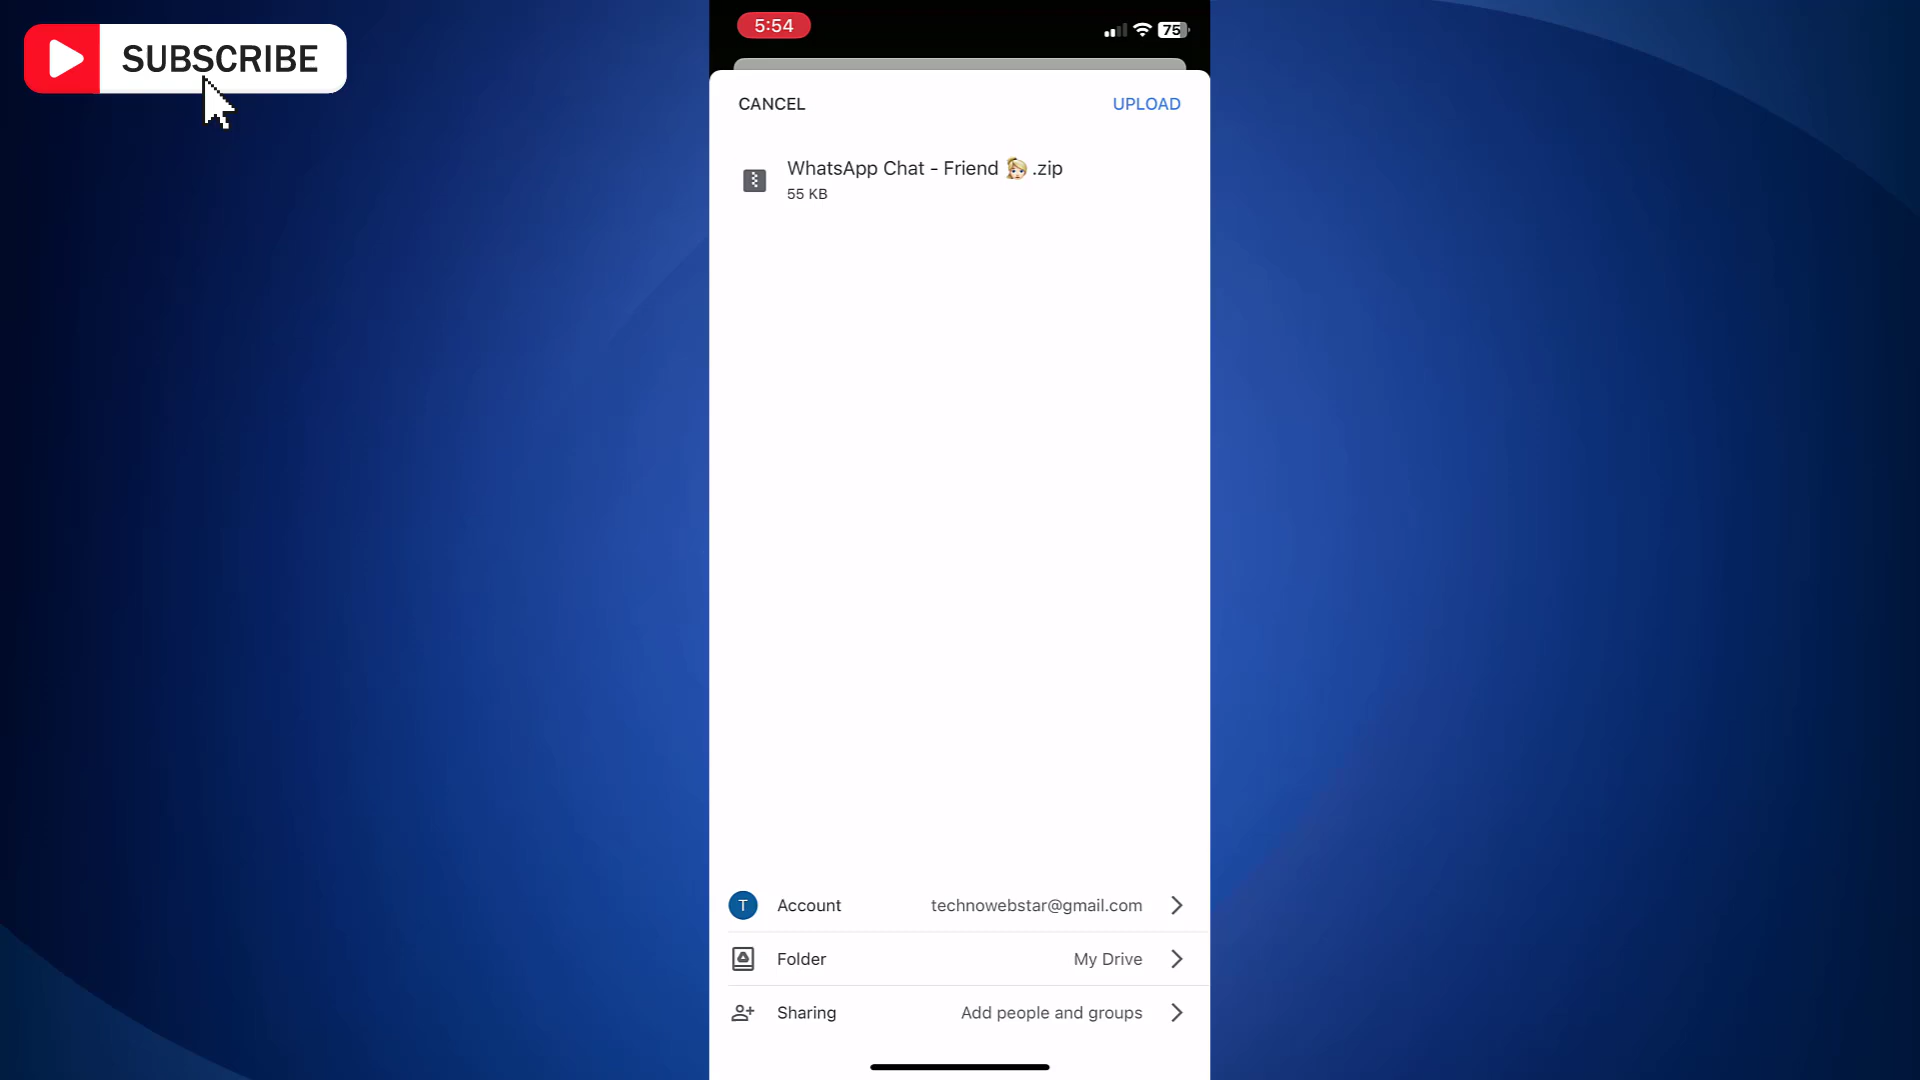 SUBSCRIBE
5:54
75
CANCEL
UPLOAD
WhatsApp Chat - Friend 👧🏼 .zip
55 KB
T Account technowebstar@gmail.com
Folder My Drive
Sharing Add people and groups